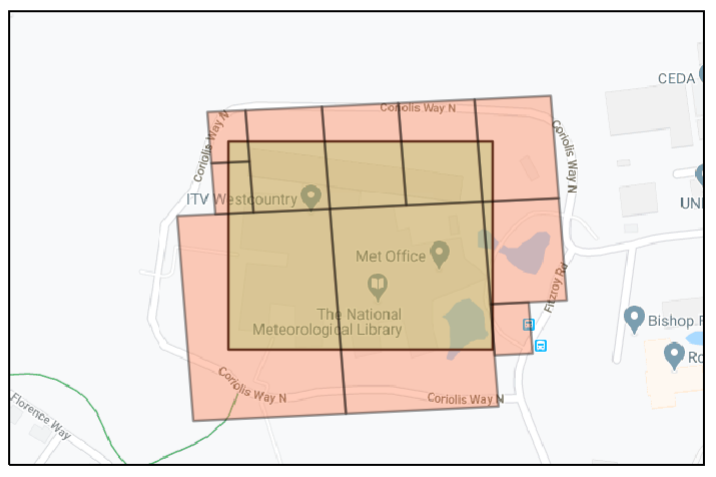 CEDA
Coriolis Way N
Coriolis Way N
Coriolis Way N
ITV Westcountry
UNI
Met Office
Fitzroy Rd
The National
Meteorological Library
Bishop F
Ro
Coriolis Way N
Coriolis Way N
Florence Way